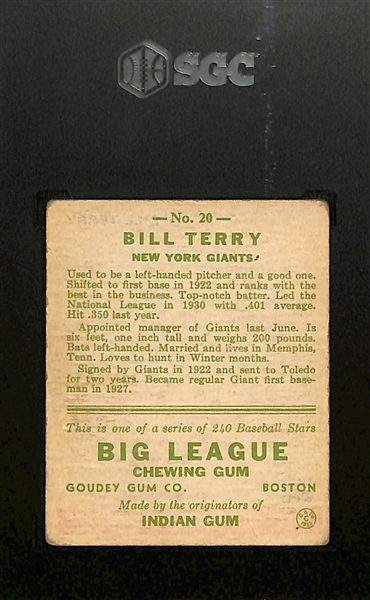 SGC
— No. 20 —
BILL TERRY
NEW YORK GIANTS
Used to be a left-handed pitcher and a good one.
Shifted to first base in 1922 and ranks with the
best in the business. Top-notch batter. Led the
National League in 1930 with .401 average.
Hit .350 last year.
Appointed manager of Giants last June. Is
six feet, one inch tall and weighs 200 pounds.
Bats left-handed. Married and lives in Memphis,
Tenn. Loves to hunt in Winter months.
Signed by Giants in 1922 and sent to Toledo
for two years. Became regular Giant first base-
man in 1927.
This is one of a series of 240 Baseball Stars
BIG LEAGUE
CHEWING GUM
GOUDEY GUM CO. BOSTON
Made by the originators of
INDIAN GUM